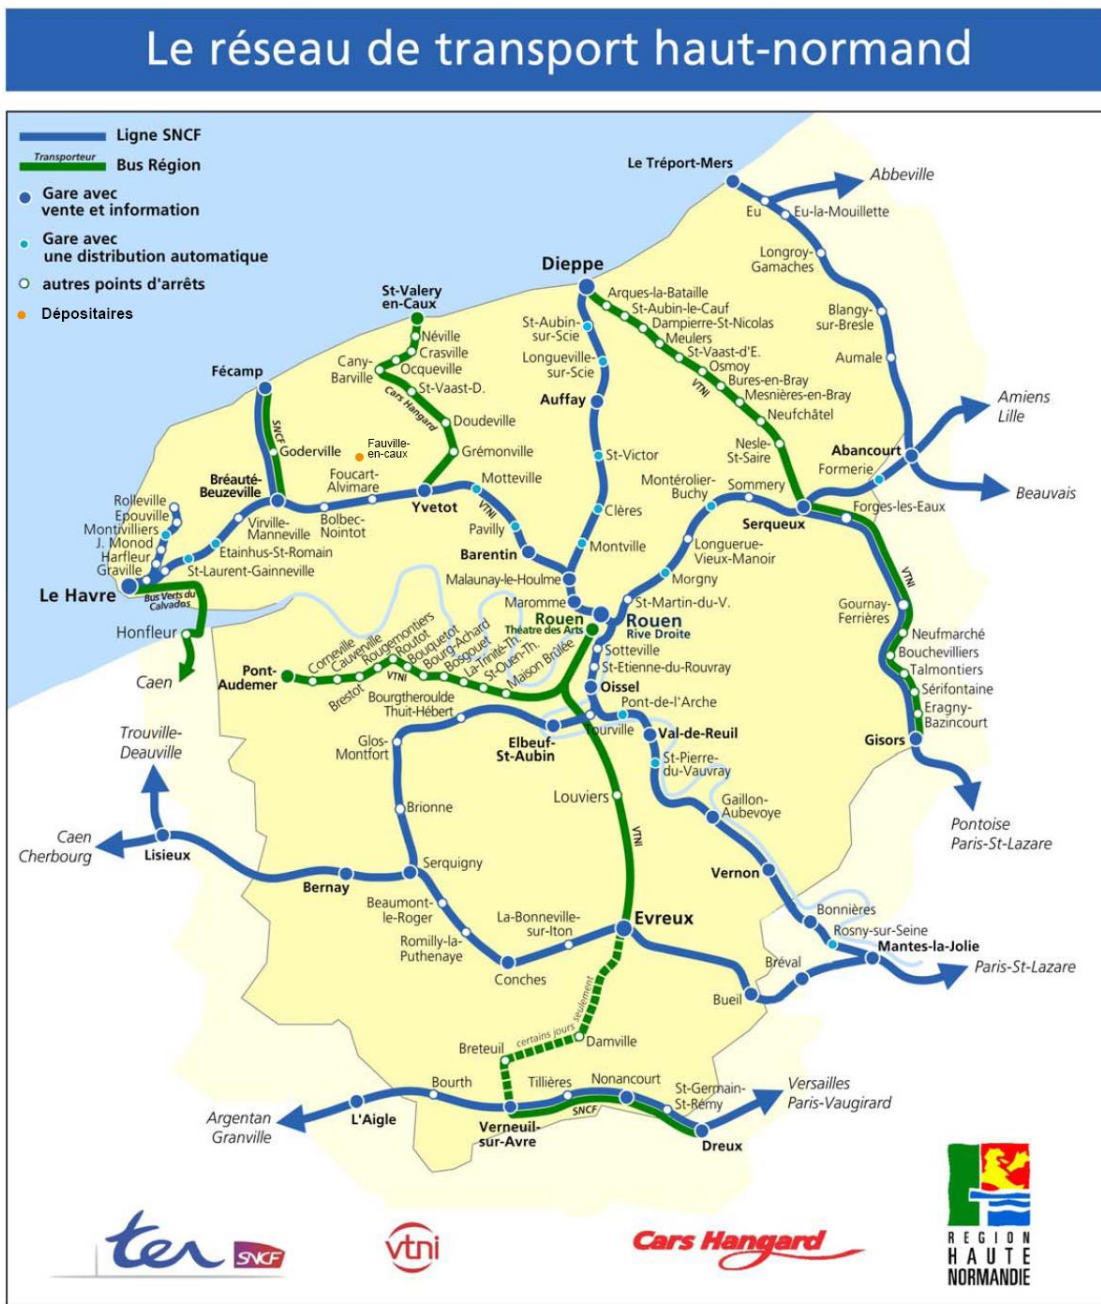 Le réseau de transport haut-normand
Ligne SNCF
Transporteur
Bus Région
Gare avec
vente et information
Gare avec
une distribution automatique
autres points d'arrêts
Dépositaires
Le Tréport-Mers
Abbeville
Eu
Eu-la-Mouillette
Longroy-
Gamaches
Blangy-
sur-Bresle
Aumale
Amiens
Lille
Abancourt
Formerie
Beauvais
Dieppe
Arques-la-Bataille
St-Aubin-le-Cauf
Dampierre-St-Nicolas
Meulers
St-Vaast-d'E.
Osmoy
Bures-en-Bray
Mesnières-en-Bray
Neufchâtel
Nesle-
St-Saire
VTNI
St-Aubin-
sur-Scie
Longueville-
sur-Scie
Auffay
St-Victor
Clères
Montville
St-Valery
en-Caux
Néville
Crasville
Ocqueville
Cany-
Barville
St-Vaast-D.
Cars Hangard
Doudeville
Grémonville
Fauville-
en-caux
Fécamp
SNCF
Goderville
Bréauté-
Beuzeville
Foucart-
Alvimare
Bolbec-
Nointot
Yvetot
Motteville
VTNI
Pavilly
Barentin
Malaunay-le-Houlme
Maromme
Rolleville
Epouville
Montivilliers
J. Monod
Harfleur
Graville
Virville-
Manneville
Etainhus-St-Romain
St-Laurent-Gainneville
Le Havre
Bus Verts du
Calvados
Honfleur
Caen
Montérolier-
Buchy
Sommery
Serqueux
Forges-les-Eaux
Longuerue-
Vieux-Manoir
Morgny
St-Martin-du-V.
Rouen
Théatre des Arts
Rouen
Rive Droite
VTNI
Gournay-
Ferrières
Neufmarché
Bouchevilliers
Talmontiers
Sérifontaine
Eragny-
Bazincourt
Gisors
Pontoise
Paris-St-Lazare
Pont-
Audemer
Corneville
Cauverville
Rougemontiers
Routot
Bouquetot
Bourg-Achard
Bosgouet
La-Trinité-Th.
St-Ouen-Th.
Maison Brûlée
Brestot
VTNI
Sotteville
St-Etienne-du-Rouvray
Oissel
Pont-de-l'Arche
Tourville
Val-de-Reuil
St-Pierre-
du-Vauvray
Bourgtheroulde
Thuit-Hébert
Elbeuf-
St-Aubin
Glos-
Montfort
Brionne
Louviers
VTNI
Gaillon-
Aubevoye
Vernon
Bonnières
Rosny-sur-Seine
Mantes-la-Jolie
Paris-St-Lazare
Bréval
Bueil
Trouville-
Deauville
Caen
Cherbourg
Lisieux
Bernay
Serquigny
Beaumont-
le-Roger
Romilly-la-
Puthenaye
La-Bonneville-
sur-Iton
Conches
Evreux
certains jours seulement
Damville
Breteuil
Bourth
Tillières
Nonancourt
St-Germain-
St-Rémy
Versailles
Paris-Vaugirard
Argentan
Granville
L'Aigle
Verneuil-
sur-Avre
SNCF
Dreux
ter
SNCF
vtni
Cars Hangard
REGION
HAUTE
NORMANDIE